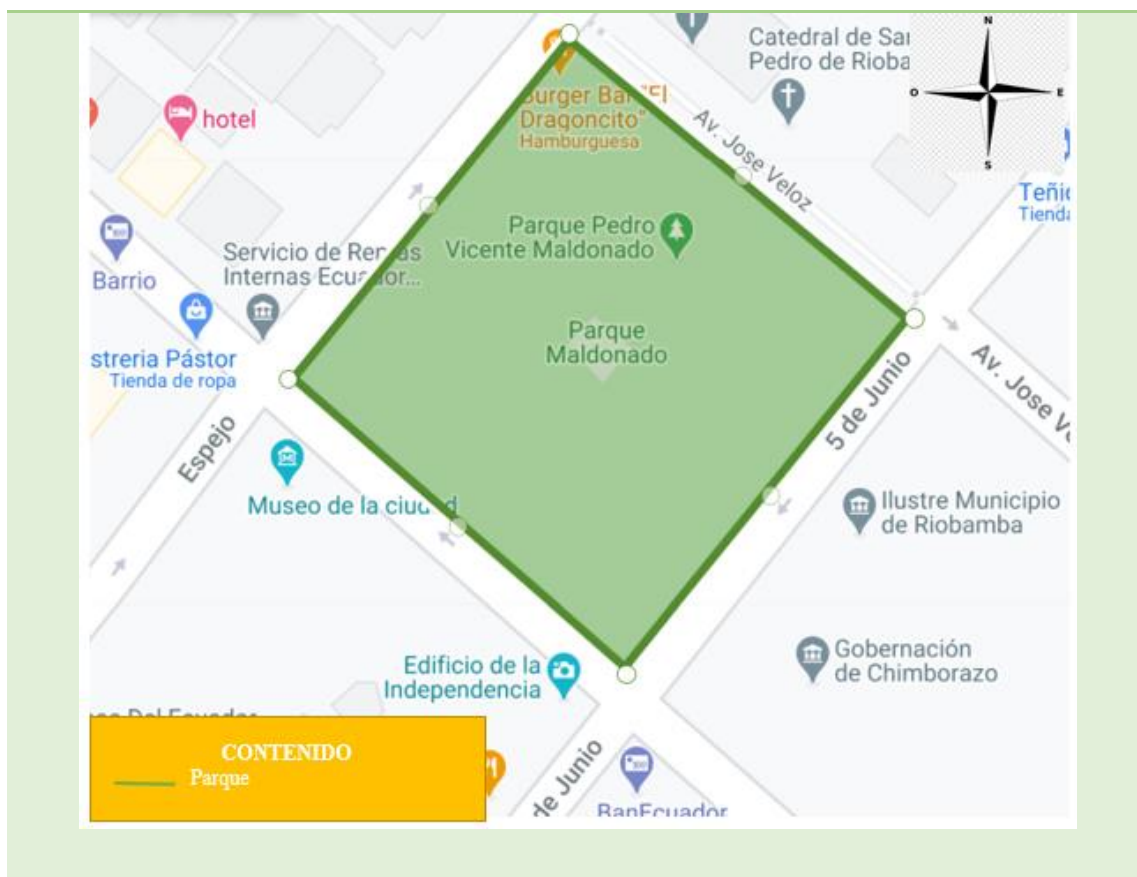 N
O
E
S
Catedral de Sa
Pedro de Rioba
hotel
Burger Bar "El
Dragoncito"
Hamburguesa
Av. Jose Veloz
Teñi
Tienda
Parque Pedro
Vicente Maldonado
Servicio de Rentas
Internas Ecuador...
Barrio
Parque
Maldonado
streria Pástor
Tienda de ropa
5 de Junio
Av. Jose Ve
Espejo
Museo de la ciudad
Ilustre Municipio
de Riobamba
Edificio de la
Independencia
Gobernación
de Chimborazo
Del Ecuador
CONTENIDO
Parque
de Junio
BanEcuador